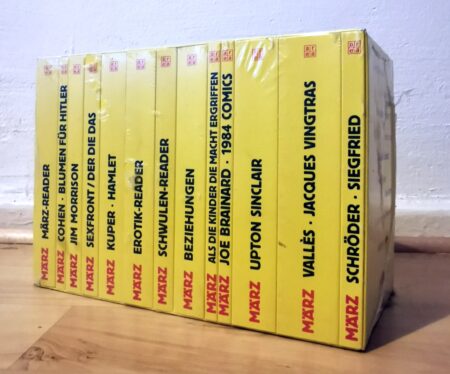 MÄRZ MÄRZ-READER
MÄRZ COHEN · BLUMEN FÜR HITLER
MÄRZ JIM MORRISON
MÄRZ SEXFRONT/DER DIE DAS
MÄRZ KUPER · HAMLET
MÄRZ EROTIK-READER
MÄRZ SCHWULEN-READER
MÄRZ BEZIEHUNGEN
MÄRZ ALS DIE KINDER DIE MACHT ERGRIFFEN
MÄRZ JOE BRAINARD · 1984 COMICS
MÄRZ UPTON SINCLAIR
MÄRZ VALLÈS · JACQUES VINGTRAS
MÄRZ SCHRÖDER · SIEGFRIED